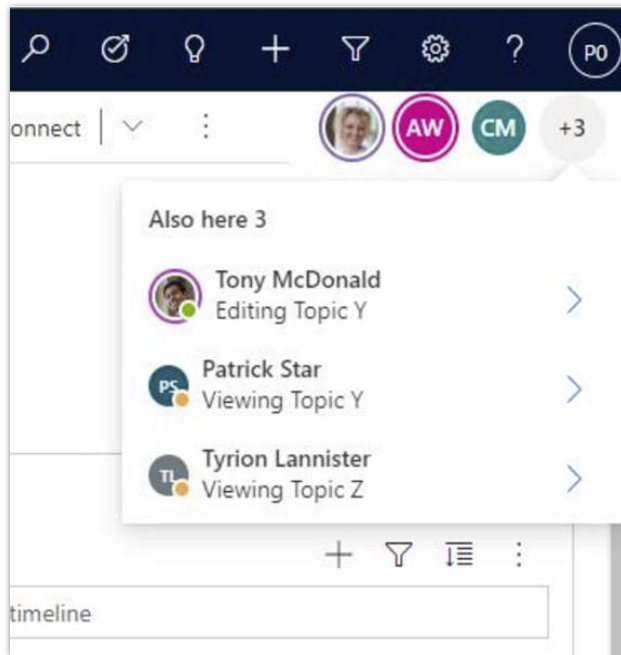 ?
P0
onnect
AW
CM
+3
Also here 3
Tony McDonald
Editing Topic Y
PS
Patrick Star
Viewing Topic Y
TL
Tyrion Lannister
Viewing Topic Z
timeline